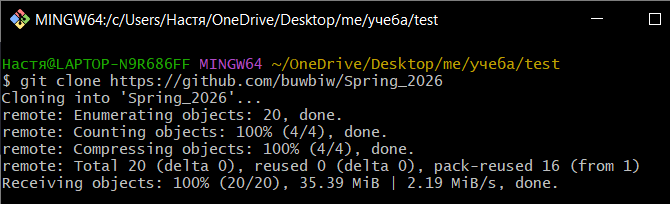 MINGW64:/c/Users/Настя/OneDrive/Desktop/me/учеба/test
Настя@LAPTOP-N9R686FF MINGW64 ~/OneDrive/Desktop/me/учеба/test
$ git clone https://github.com/buwbiw/Spring_2026
Cloning into 'Spring_2026'...
remote: Enumerating objects: 20, done.
remote: Counting objects: 100% (4/4), done.
remote: Compressing objects: 100% (4/4), done.
remote: Total 20 (delta 0), reused 0 (delta 0), pack-reused 16 (from 1)
Receiving objects: 100% (20/20), 35.39 MiB | 2.19 MiB/s, done.